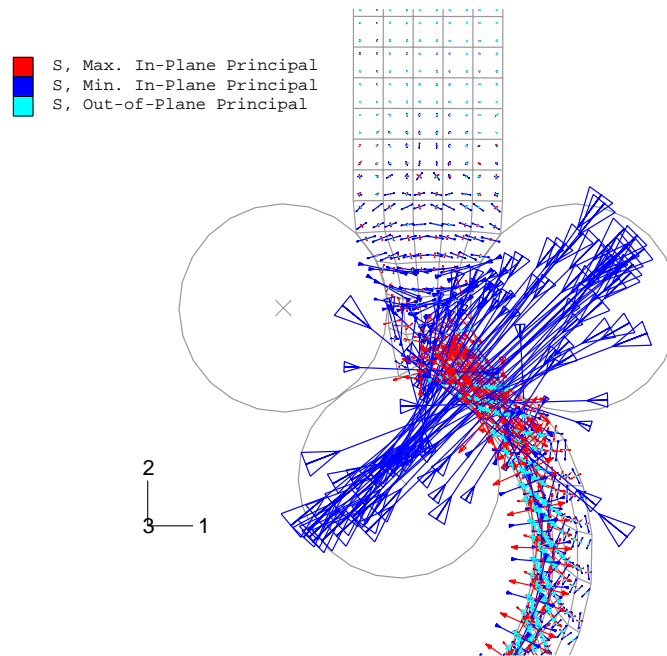 S, Max. In-Plane Principal
S, Min. In-Plane Principal
S, Out-of-Plane Principal
2
3 1